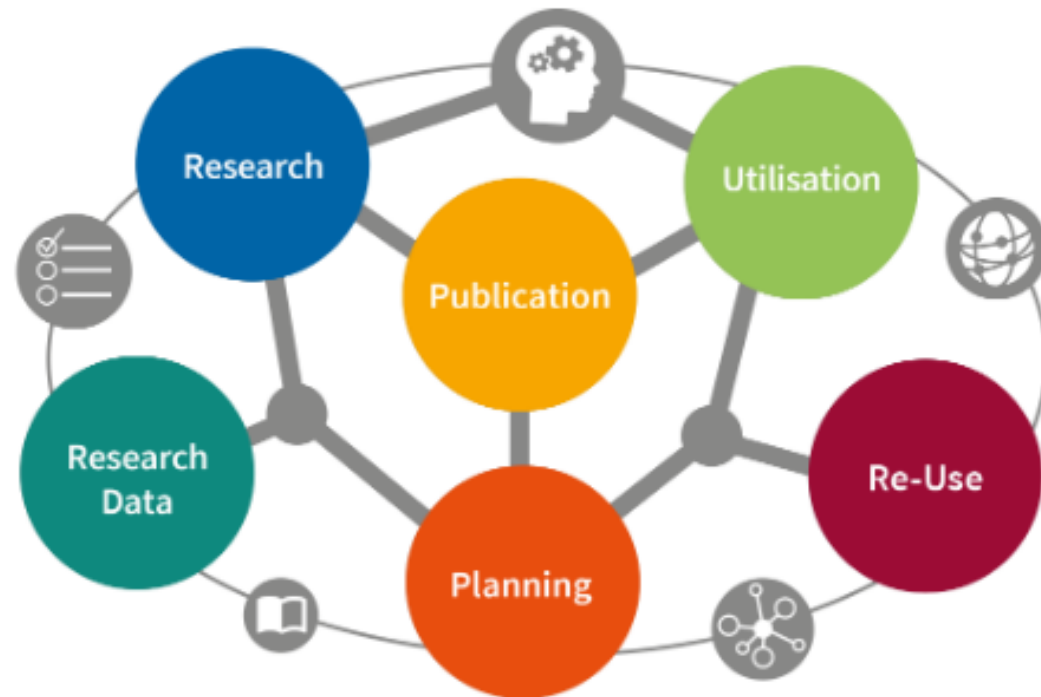 Research
Utilisation
Publication
Research
Data
Re-Use
Planning